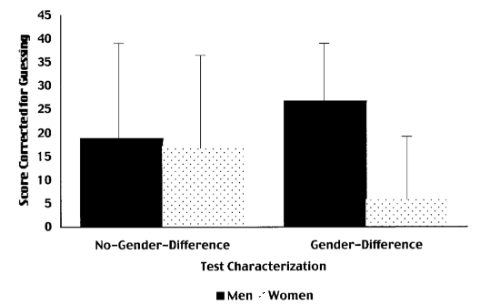 45
40
35
30
25
20
15
10
5
0
Score Corrected for Guessing
No-Gender-Difference Gender-Difference
Test Characterization
Men Women